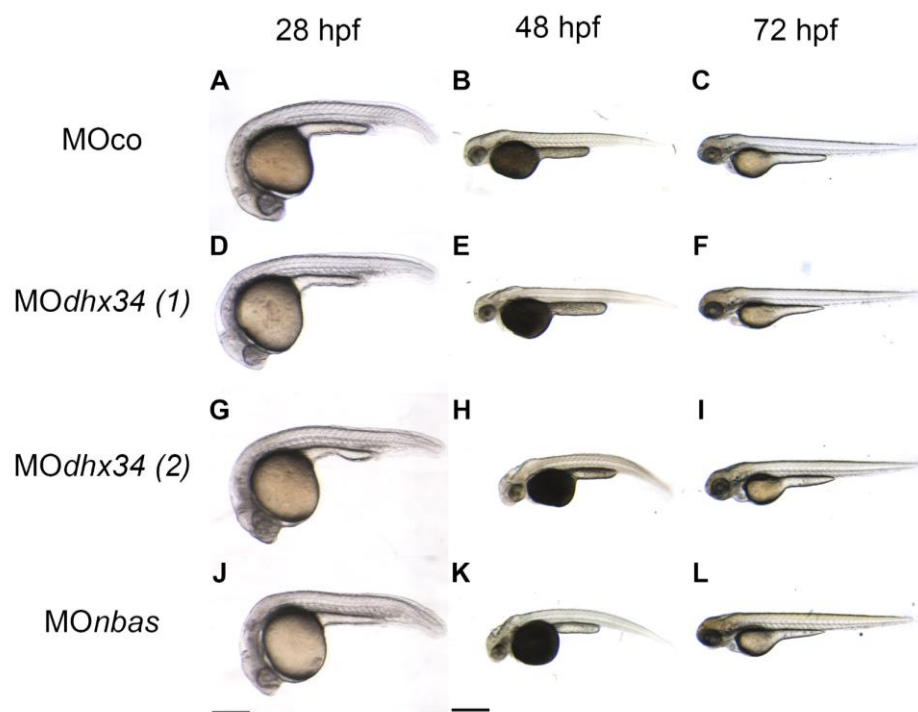 28 hpf 48 hpf 72 hpf
A B C
MOco
D E F
MOdhx34 (1)
G H I
MOdhx34 (2)
J K L
MOnbas